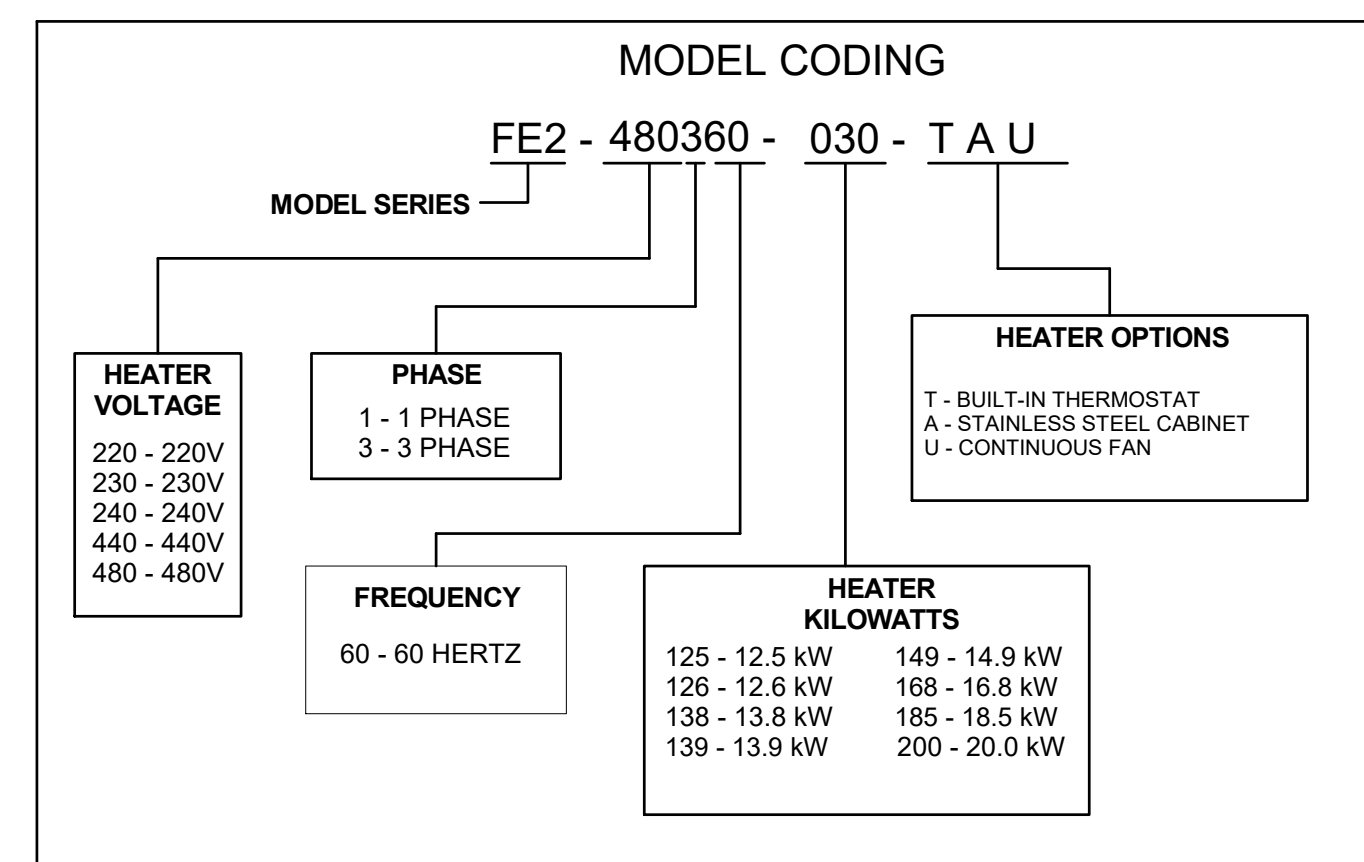 MODEL CODING
FE2 - 480360 - 030 - T A U
MODEL SERIES
HEATER
VOLTAGE
220 - 220V
230 - 230V
240 - 240V
440 - 440V
480 - 480V
PHASE
1 - 1 PHASE
3 - 3 PHASE
FREQUENCY
60 - 60 HERTZ
HEATER
KILOWATTS
125 - 12.5 kW 149 - 14.9 kW
126 - 12.6 kW 168 - 16.8 kW
138 - 13.8 kW 185 - 18.5 kW
139 - 13.9 kW 200 - 20.0 kW
HEATER OPTIONS
T - BUILT-IN THERMOSTAT
A - STAINLESS STEEL CABINET
U - CONTINUOUS FAN